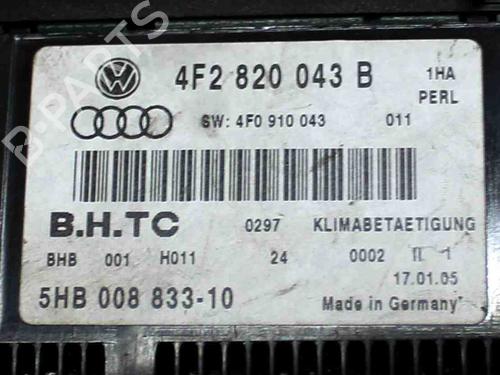 4F2 820 043 B
1HA
PERL
SW: 4F0 910 043
011
B.H.TC
0297
KLIMABETAETIGUNG
BHB 001 H011
24
0002
17.01.05
5HB 008 833-10
Made in Germany
B-PARTS